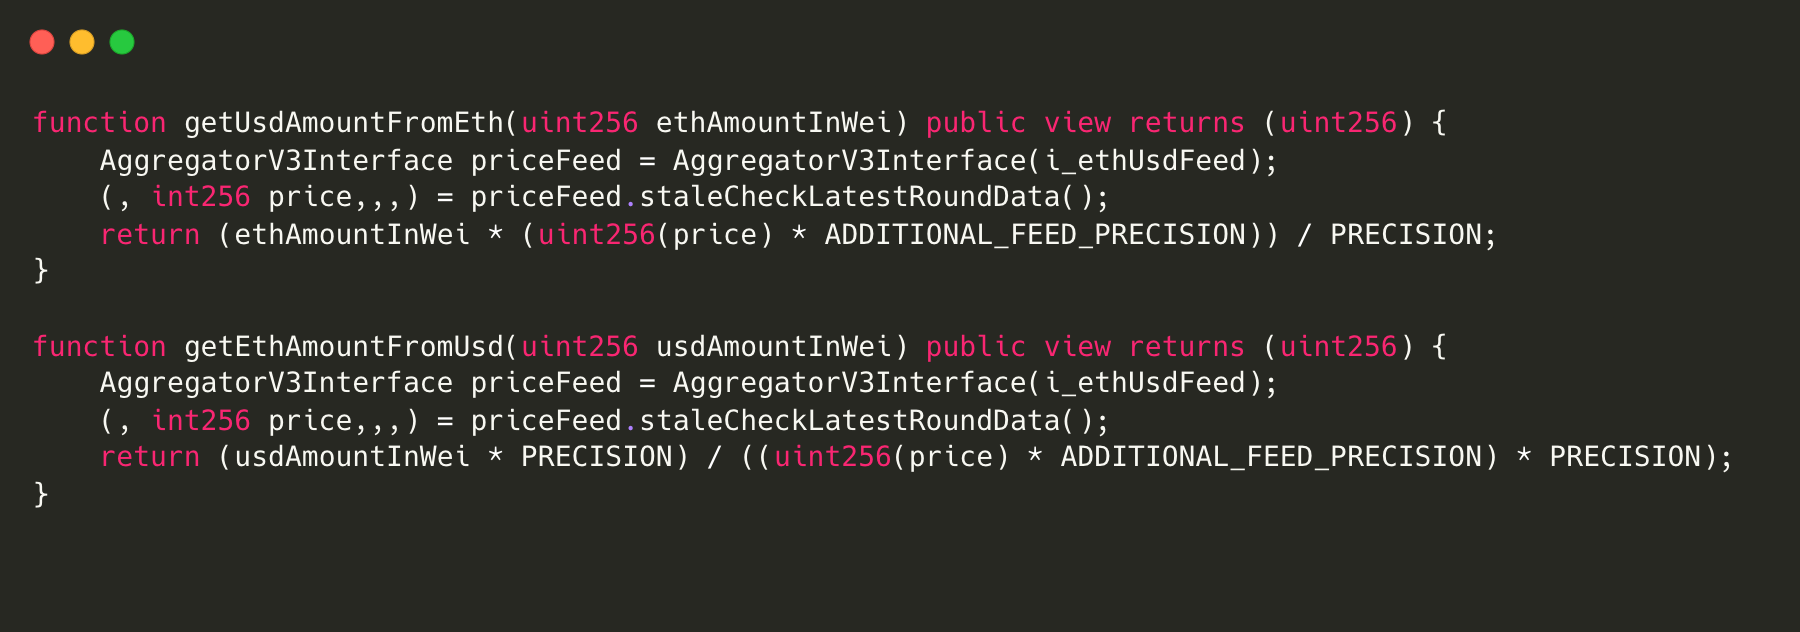 function getUsdAmountFromEth(uint256 ethAmountInWei) public view returns (uint256) {
    AggregatorV3Interface priceFeed = AggregatorV3Interface(i_ethUsdFeed);
    (, int256 price,,,) = priceFeed.staleCheckLatestRoundData();
    return (ethAmountInWei * (uint256(price) * ADDITIONAL_FEED_PRECISION)) / PRECISION;
}

function getEthAmountFromUsd(uint256 usdAmountInWei) public view returns (uint256) {
    AggregatorV3Interface priceFeed = AggregatorV3Interface(i_ethUsdFeed);
    (, int256 price,,,) = priceFeed.staleCheckLatestRoundData();
    return (usdAmountInWei * PRECISION) / ((uint256(price) * ADDITIONAL_FEED_PRECISION) * PRECISION);
}